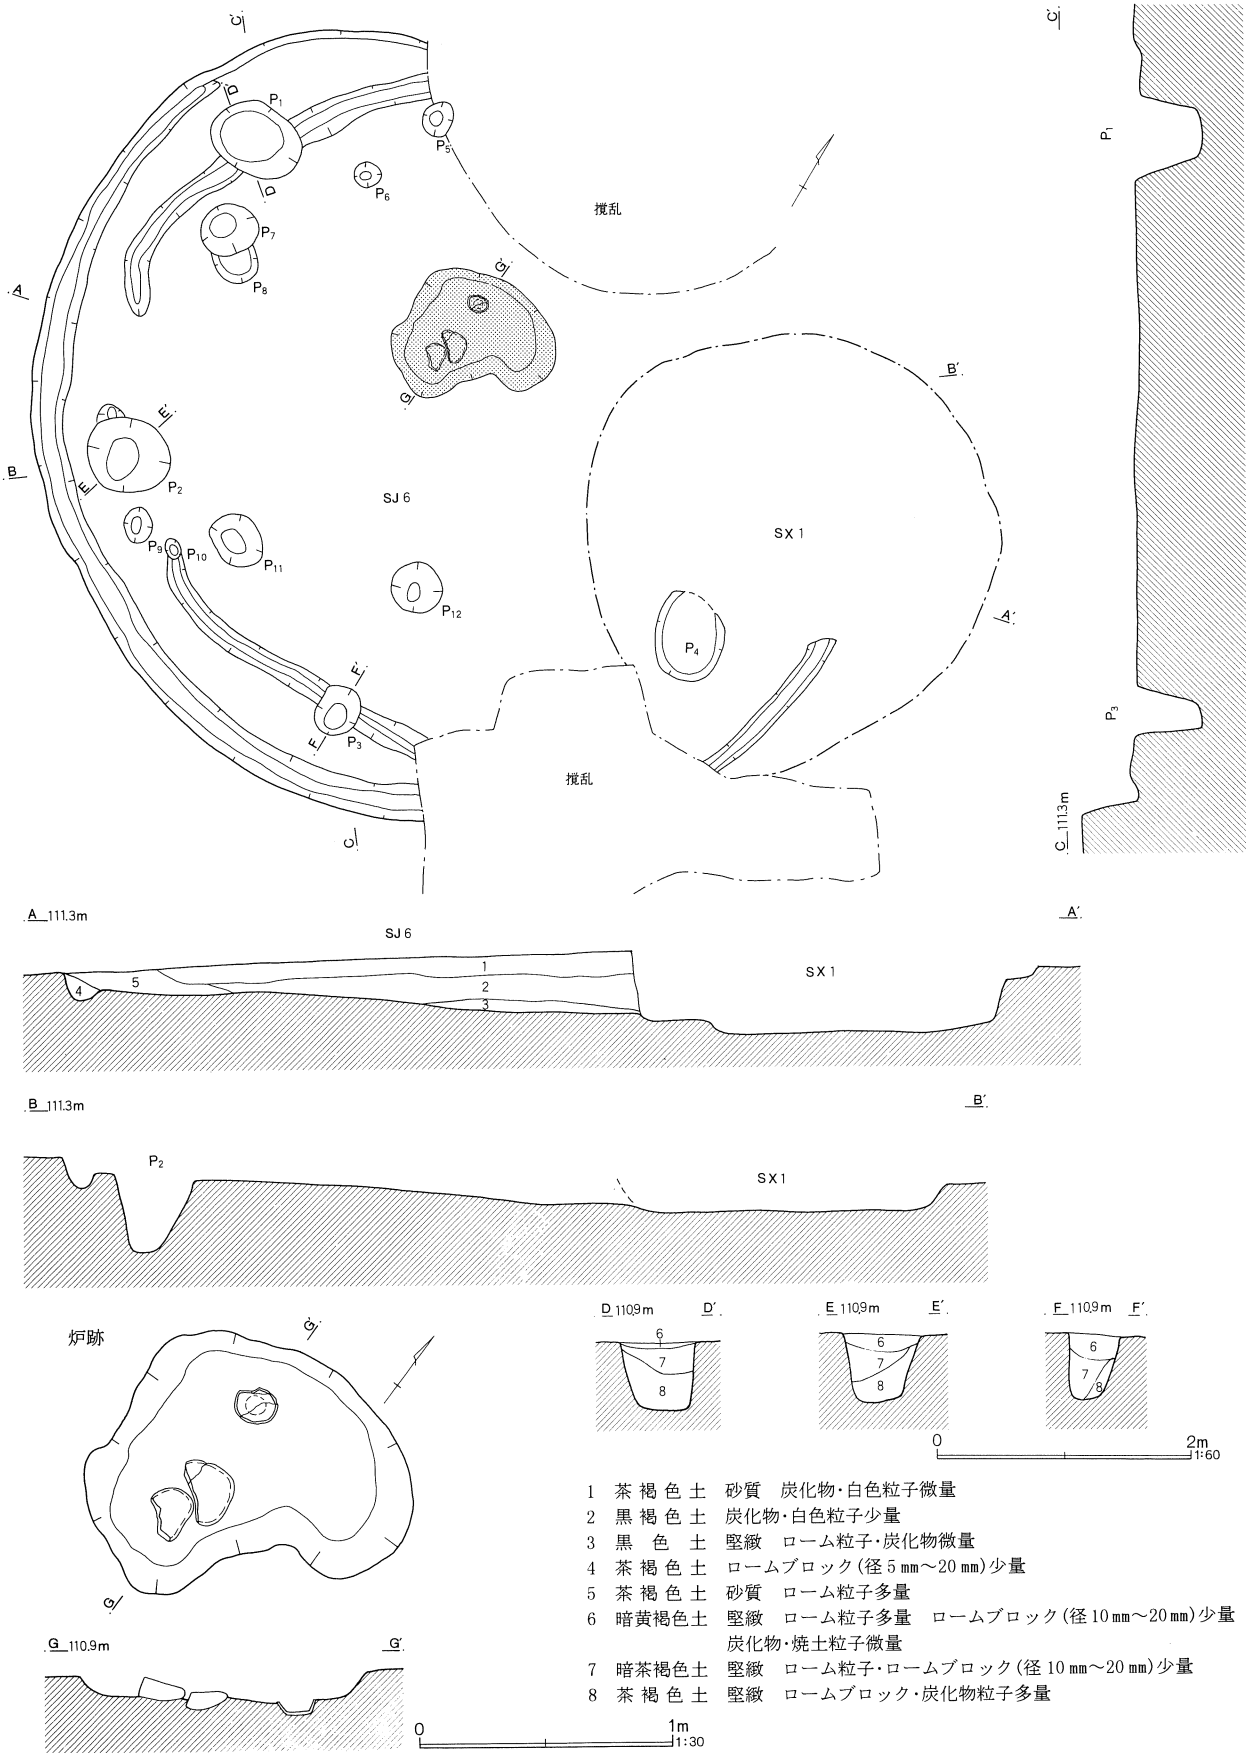 C C′
D′
P1
D
P5
P6
P7
P8
撹乱
A
G′
G
B′
E′
B
E
P2
SJ6
SX1
P9
P10
P11
P12
A′
P4
F′
F
P3
撹乱
C
P1
P3
C 111.3m
A 111.3m A′
SJ6
1
SX1
5
4
2
3
B 111.3m B′
P2
SX1
炉跡
G′
G
D 110.9m D′
E 110.9m E′
F 110.9m F′
6
7
8
6
7
8
6
7
8
0 2m
1:60
1 茶褐色土 砂質 炭化物・白色粒子微量
2 黒褐色土 炭化物・白色粒子少量
3 黒色土 堅緻 ローム粒子・炭化物微量
4 茶褐色土 ロームブロック(径5㎜〜20㎜)少量
5 茶褐色土 砂質 ローム粒子多量
6 暗黄褐色土 堅緻 ローム粒子多量 ロームブロック(径10㎜〜20㎜)少量
炭化物・焼土粒子微量
7 暗茶褐色土 堅緻 ローム粒子・ロームブロック(径10㎜〜20㎜)少量
8 茶褐色土 堅緻 ロームブロック・炭化物粒子多量
G 110.9m G′
0 1m
1:30